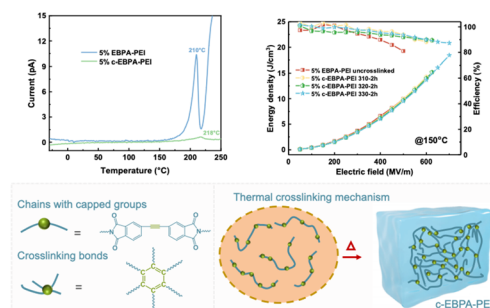 15
12
9
6
3
0
Current (pA)
210°C
218°C
5% EBPA-PEI
5% c-EBPA-PEI
0 50 100 150 200 250
Temperature (°C)
25
20
15
10
5
0
Energy density (J/cm³)
5% EBPA-PEI uncrosslinked
5% c-EBPA-PEI 310-2h
5% c-EBPA-PEI 320-2h
5% c-EBPA-PEI 330-2h
@150°C
100
80
60
40
20
0
Efficiency (%)
0 200 400 600
Electric field (MV/m)
Chains with capped groups
=
Crosslinking bonds
=
O
O
N
N
O
O
Thermal crosslinking mechanism
Δ
c-EBPA-PEI